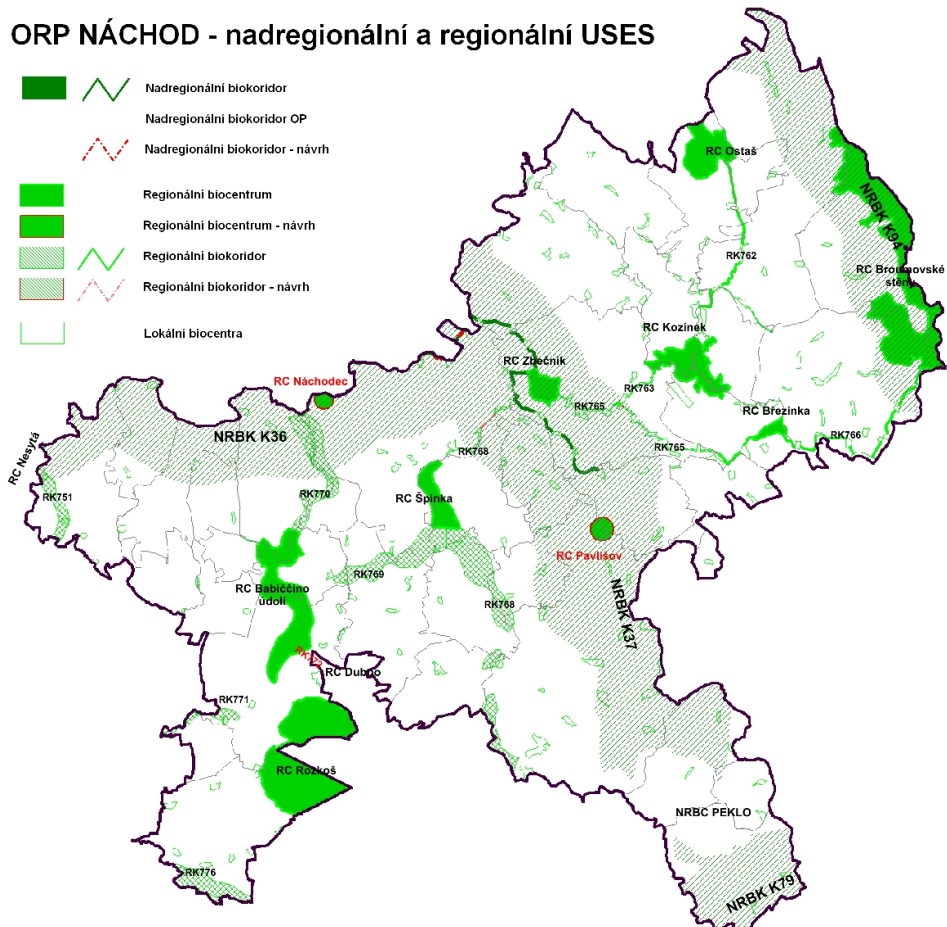 ORP NÁCHOD - nadregionální a regionální USES
Nadregionální biokoridor
Nadregionální biokoridor OP
Nadregionální biokoridor - návrh
Regionální biocentrum
Regionální biocentrum - návrh
Regionální biokoridor
Regionální biokoridor - návrh
Lokální biocentra
RC Ostaš
NRBK K94
RK762
RC Broumovské
stěny
RC Kozínek
RC Zbečník
RK763
RC Náchodec
RK765
RC Březinka
NRBK K36
RK766
RK768
RK765
RC Nesytá
RK751
RK770
RC Špinka
RC Pavlišov
RK769
RC Babiččino
údolí
RK768
NRBK K37
RK772
RC Dubno
RK771
RC Rozkoš
NRBC PEKLO
RK776
NRBK K79